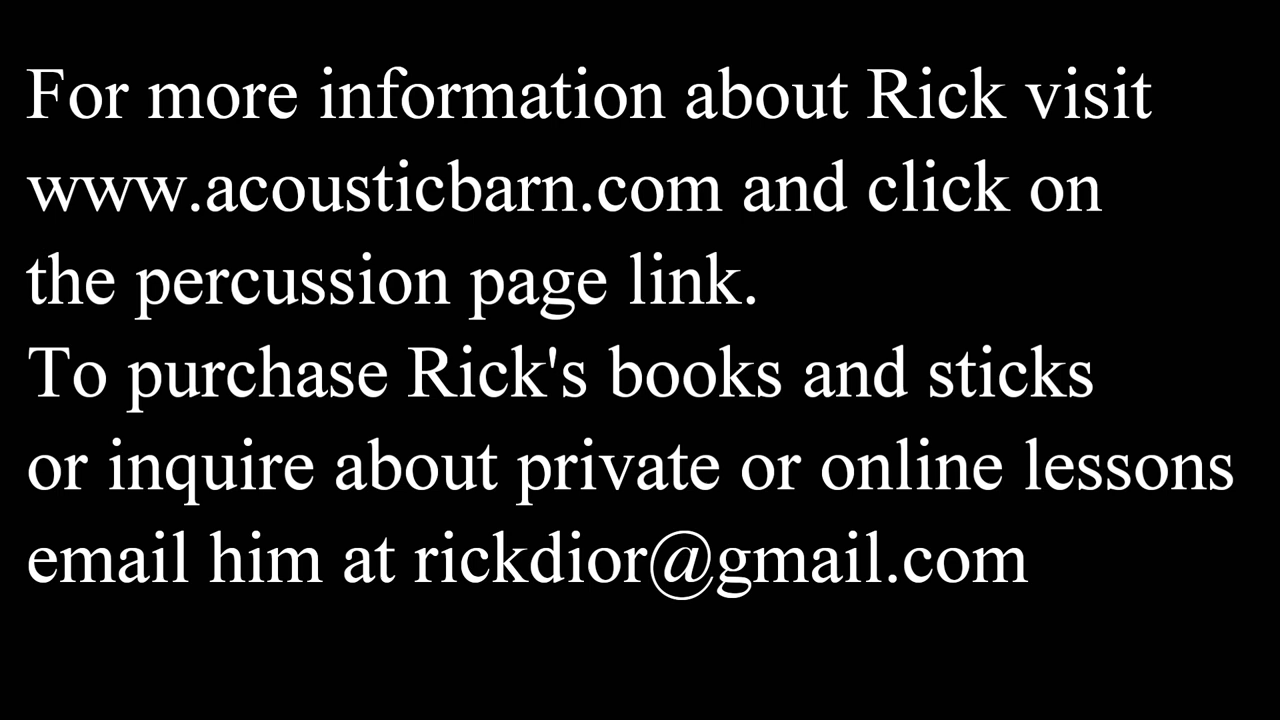 For more information about Rick visit
www.acousticbarn.com and click on
the percussion page link.
To purchase Rick's books and sticks
or inquire about private or online lessons
email him at rickdior@gmail.com